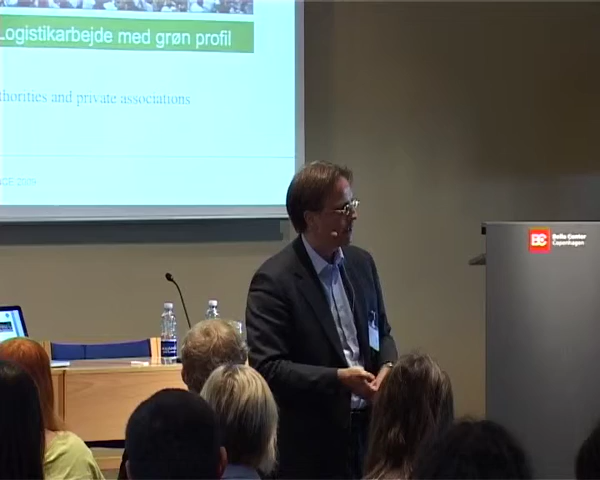 Logistikarbejde med grøn profil
thorities and private associations
Bella Center
Copenhagen